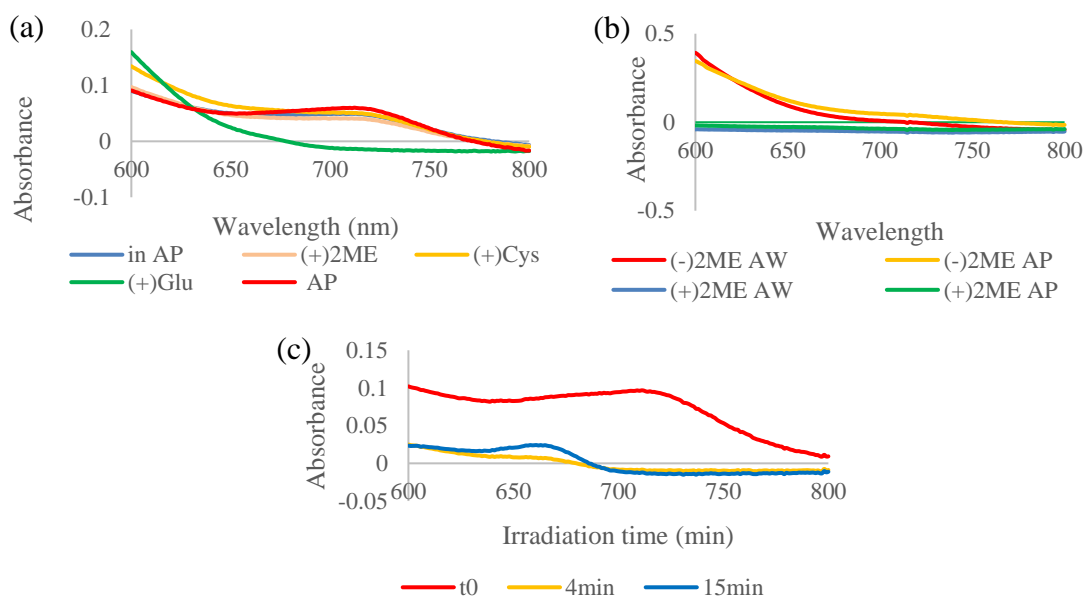 (a)
0.2
0.1
0
-0.1
600 650 700 750 800
Absorbance
Wavelength (nm)
in AP (+)2ME (+)Cys
(+)Glu AP
(b)
0.5
0
-0.5
600 650 700 750 800
Absorbance
Wavelength
(-)2ME AW (-)2ME AP
(+)2ME AW (+)2ME AP
(c)
0.15
0.1
0.05
0
-0.05
600 650 700 750 800
Absorbance
Irradiation time (min)
t0 4min 15min